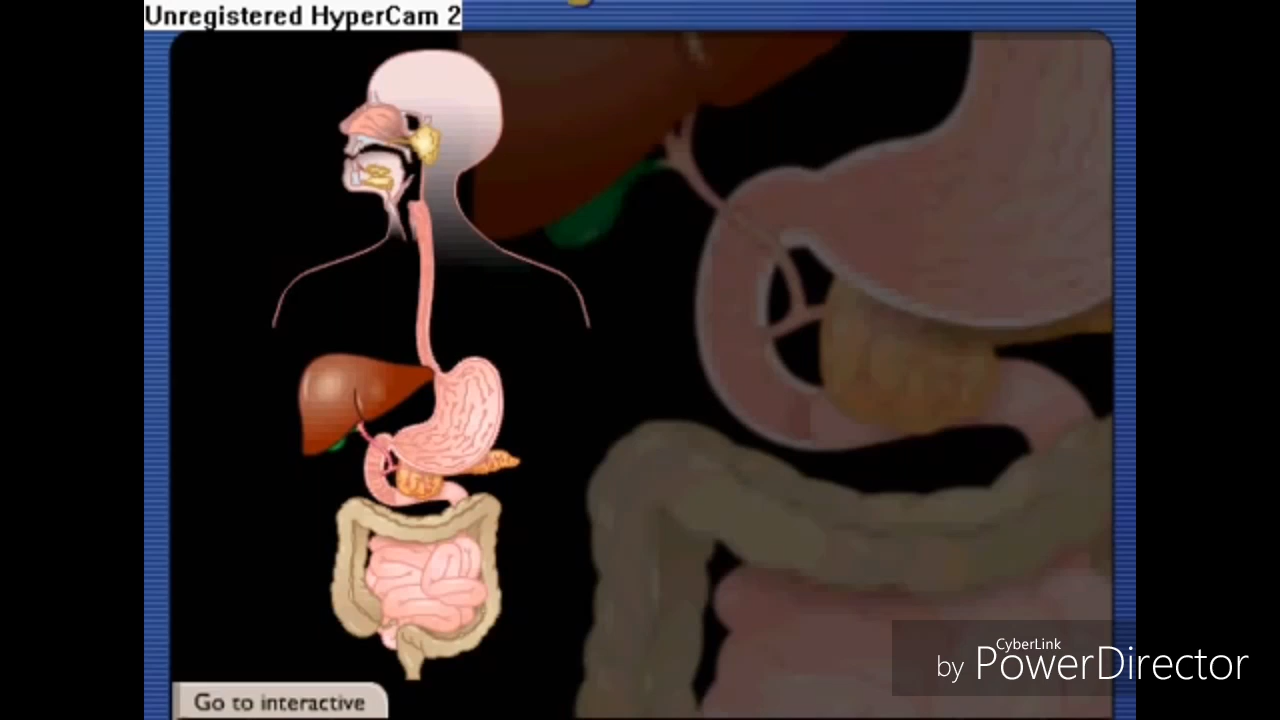 Unregistered HyperCam 2
CyberLink
by PowerDirector
Go to interactive